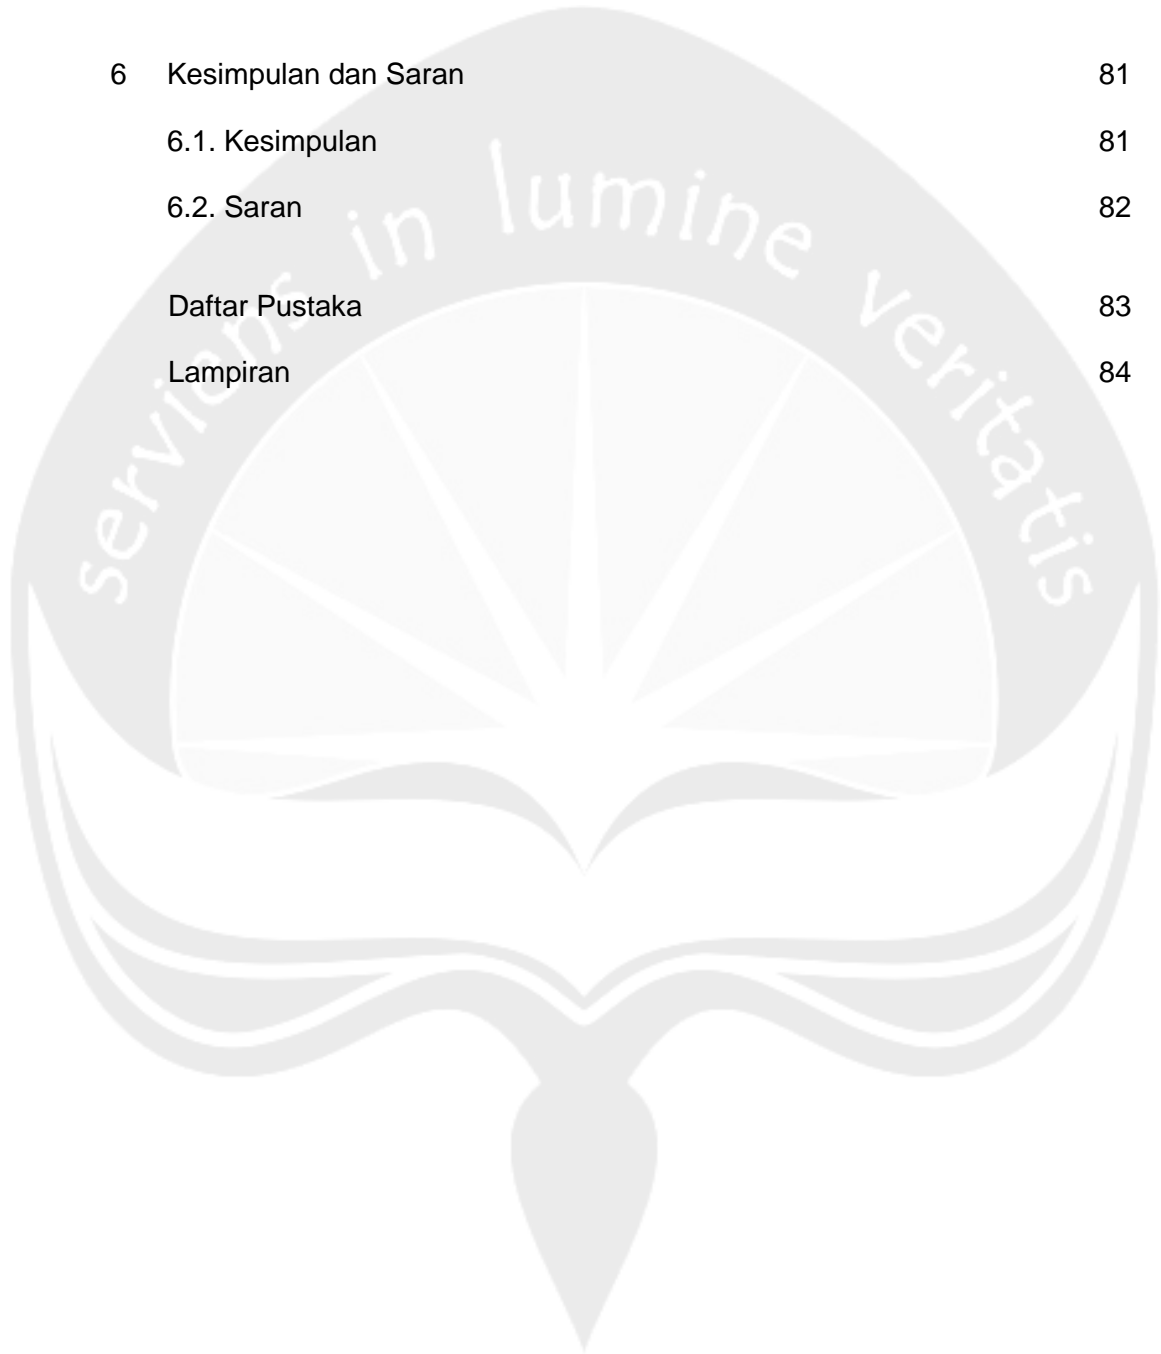 6 Kesimpulan dan Saran 81
6.1. Kesimpulan 81
6.2. Saran 82
Daftar Pustaka 83
Lampiran 84
serviens in lumine veritatis